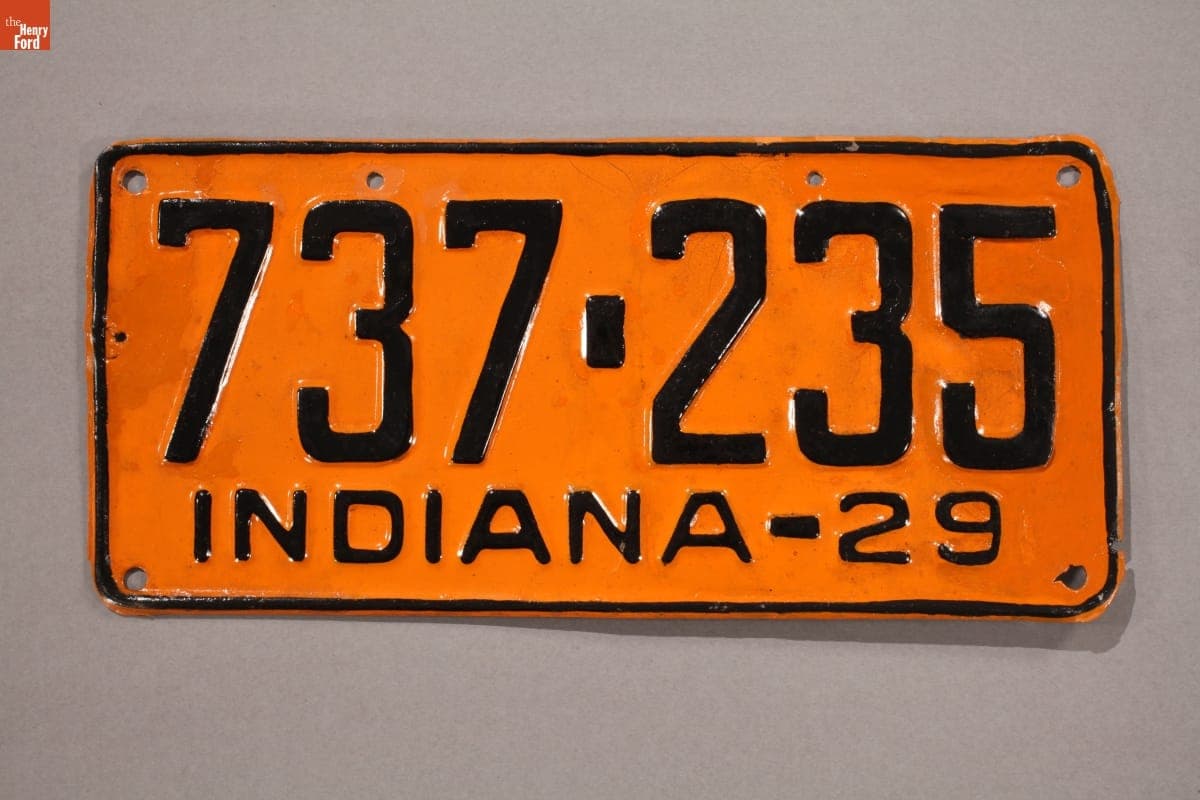 the
Henry
Ford
737-235
INDIANA-29